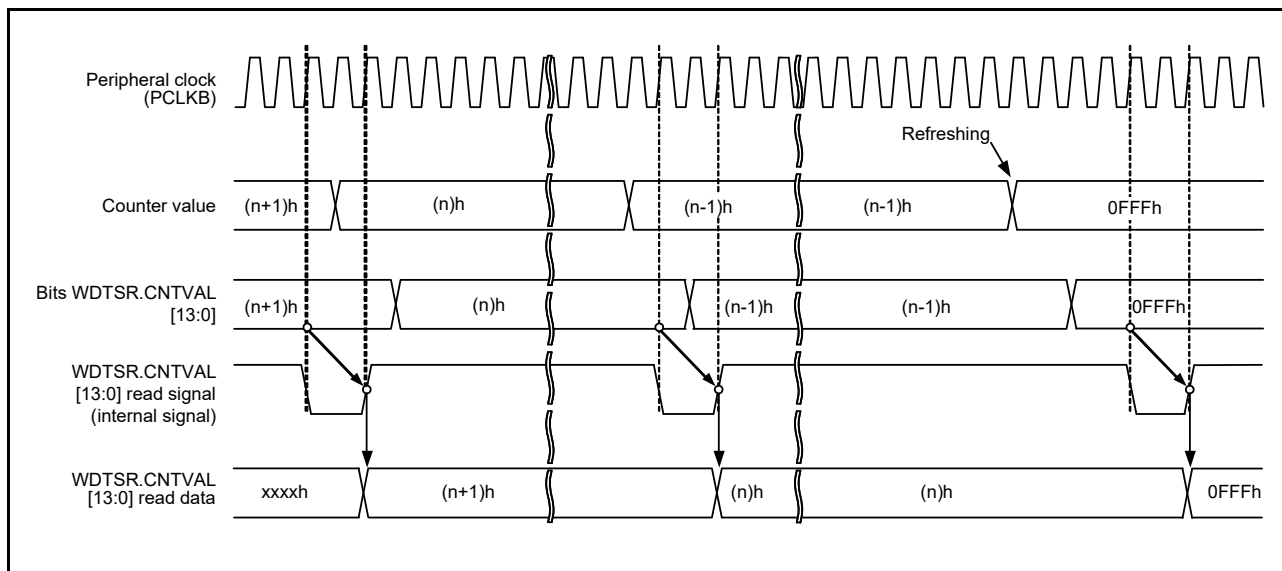 Peripheral clock
(PCLKB)
Refreshing
Counter value
(n+1)h
(n)h
(n-1)h
(n-1)h
0FFFh
Bits WDTSR.CNTVAL
[13:0]
(n+1)h
(n)h
(n-1)h
(n-1)h
0FFFh
WDTSR.CNTVAL
[13:0] read signal
(internal signal)
WDTSR.CNTVAL
[13:0] read data
xxxxh
(n+1)h
(n)h
(n)h
0FFFh